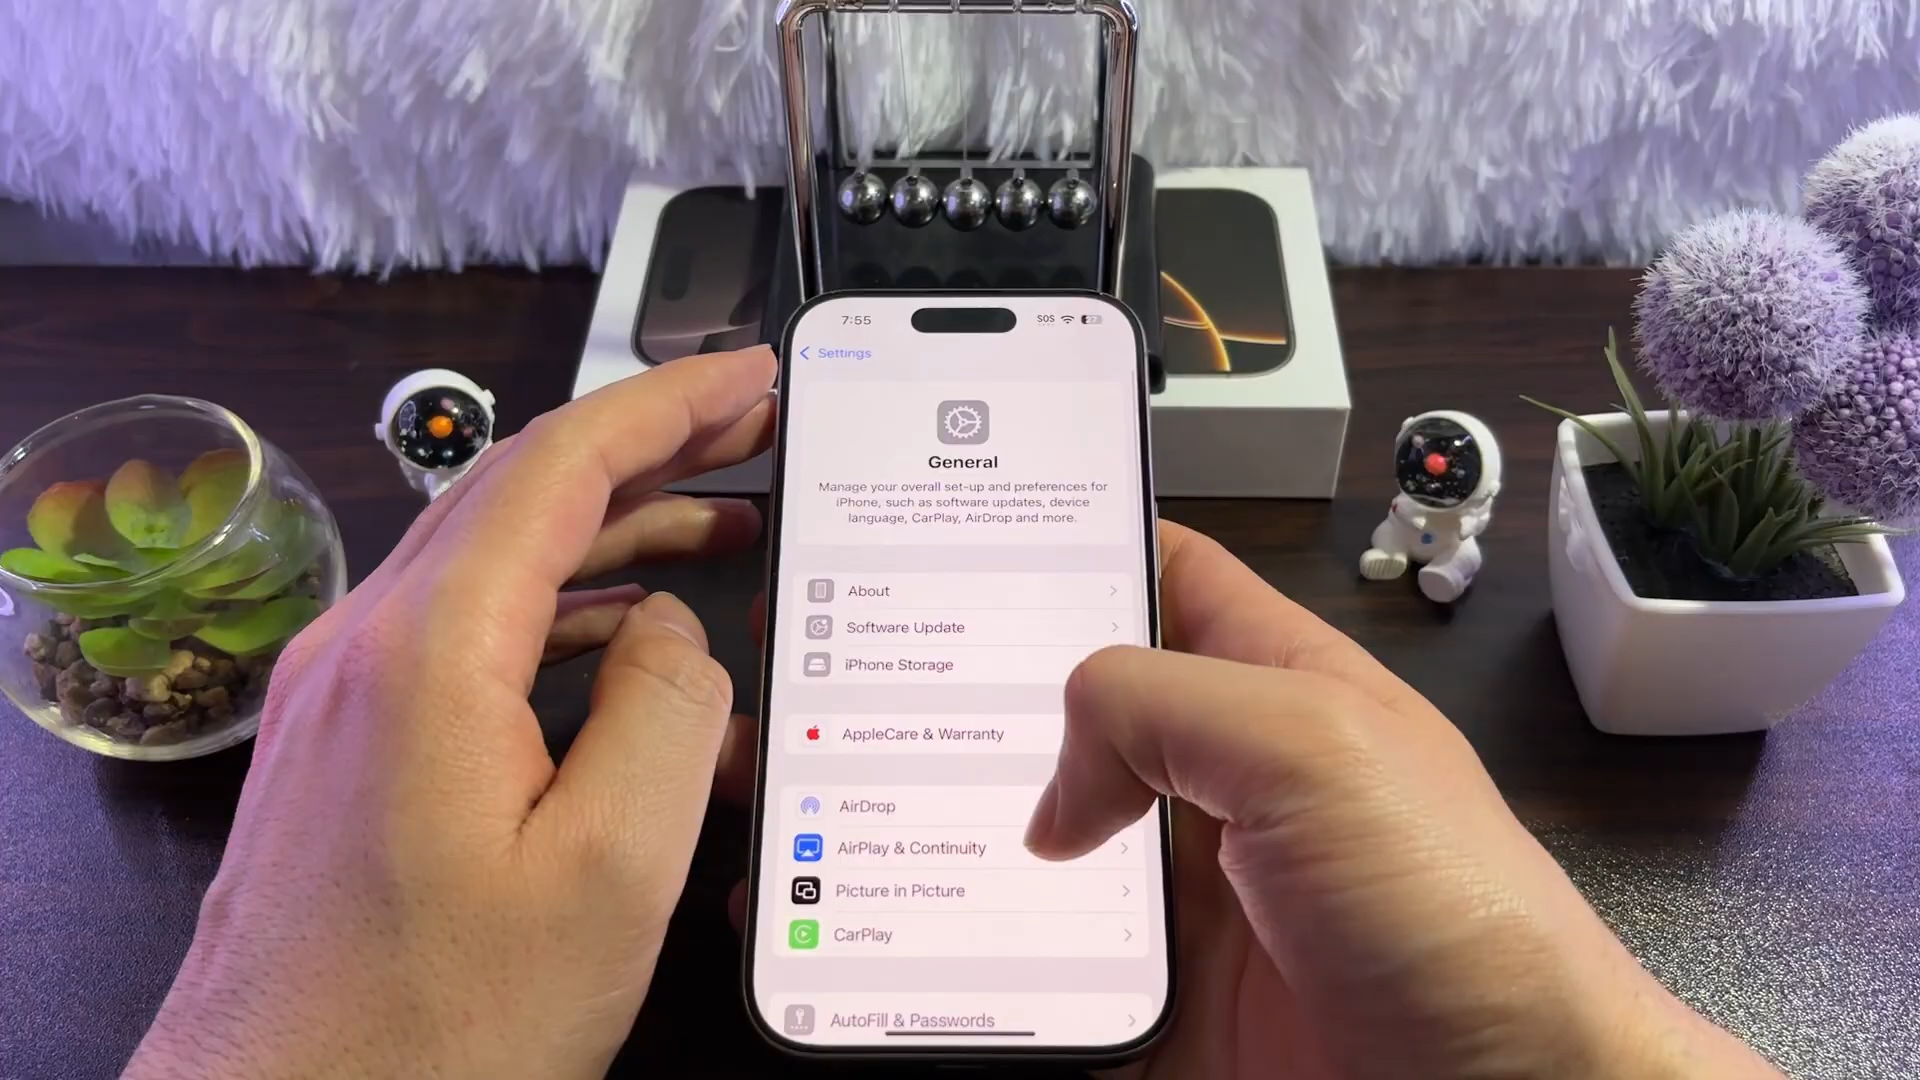 7:55
SOS
27
Settings
General
Manage your overall set-up and preferences for
iPhone, such as software updates, device
language, CarPlay, AirDrop and more.
About
Software Update
iPhone Storage
AppleCare & Warranty
AirDrop
AirPlay & Continuity
Picture in Picture
CarPlay
AutoFill & Passwords